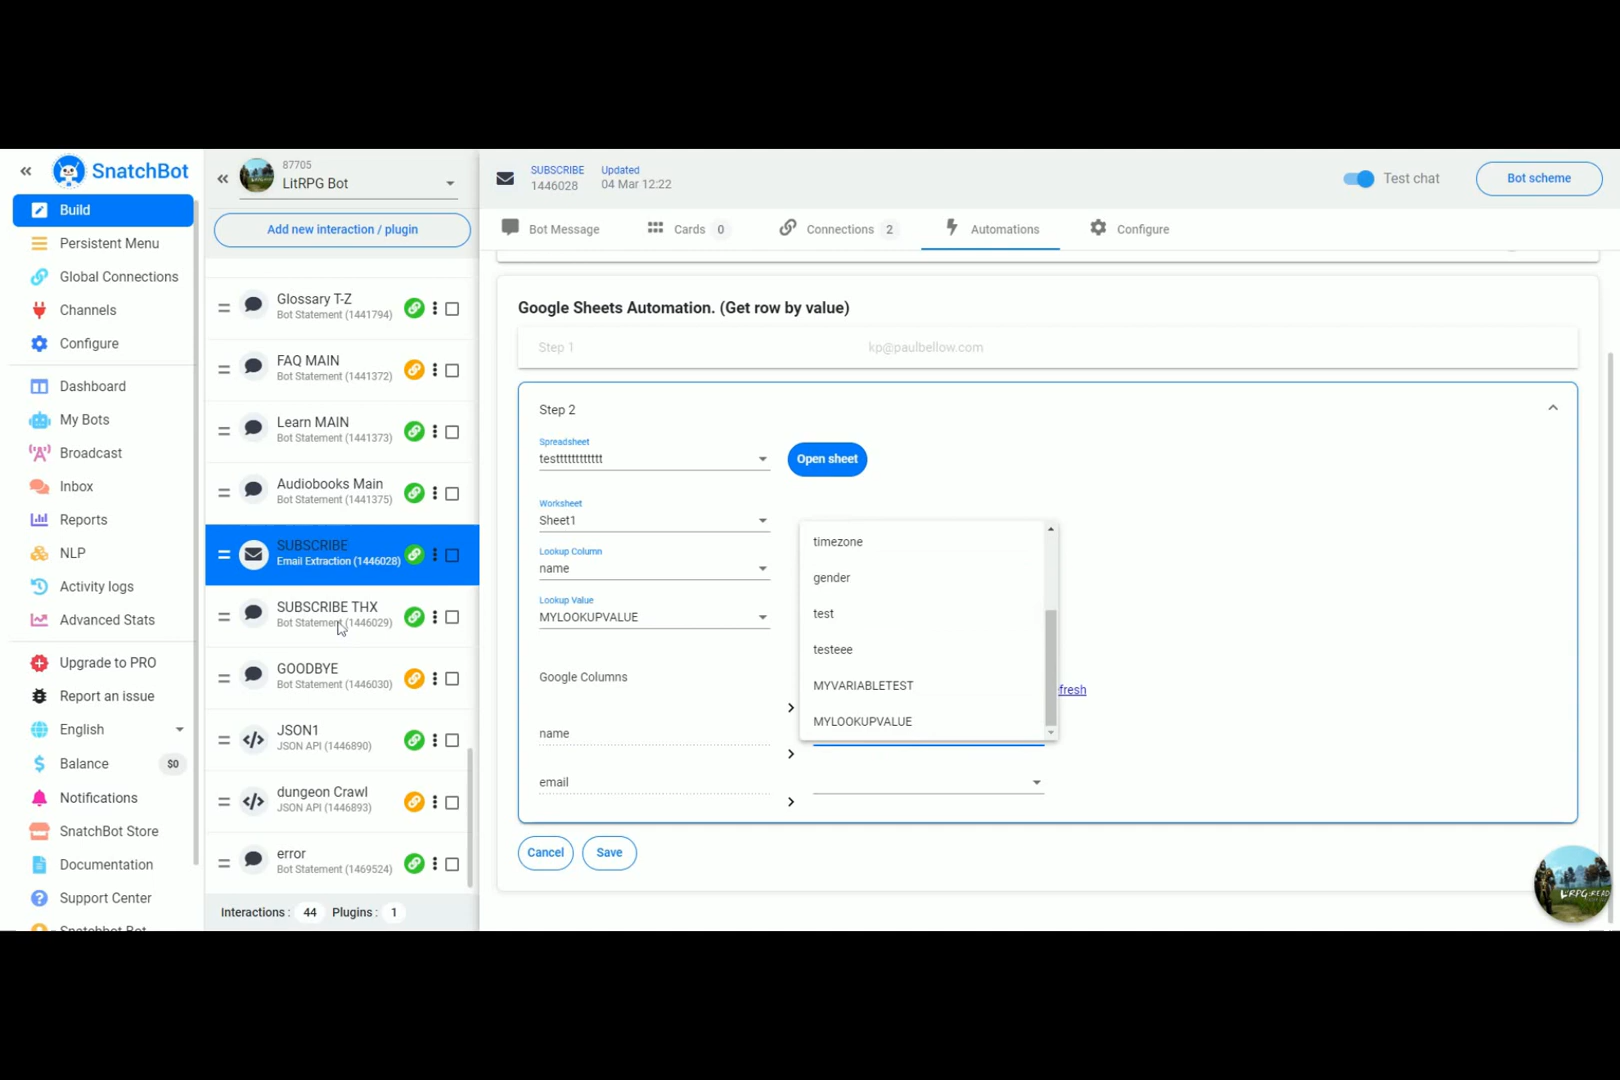 SnatchBot
Build
Persistent Menu
Global Connections
Channels
Configure
Dashboard
My Bots
Broadcast
Inbox
Reports
NLP
Activity logs
Advanced Stats
Upgrade to PRO
Report an issue
English
Balance $0
Notifications
SnatchBot Store
Documentation
Support Center
Snatchbot Bot
87705
LitRPG Bot
Add new interaction / plugin
Glossary T-Z
Bot Statement (1441794)
FAQ MAIN
Bot Statement (1441372)
Learn MAIN
Bot Statement (1441373)
Audiobooks Main
Bot Statement (1441375)
SUBSCRIBE
Email Extraction (1446028)
SUBSCRIBE THX
Bot Statement (1446029)
GOODBYE
Bot Statement (1446030)
JSON1
JSON API (1446890)
dungeon Crawl
JSON API (1446893)
error
Bot Statement (1469524)
Interactions : 44 Plugins : 1
SUBSCRIBE Updated
1446028 04 Mar 12:22
Test chat
Bot scheme
Bot Message
Cards 0
Connections 2
Automations
Configure
Google Sheets Automation. (Get row by value)
Step 1 kp@paulbellow.com
Step 2
Spreadsheet
testttttttttttt
Open sheet
Worksheet
Sheet1
Lookup Column
name
Lookup Value
MYLOOKUPVALUE
Google Columns
name
email
timezone
gender
test
testeee
MYVARIABLETEST
MYLOOKUPVALUE
fresh
Cancel
Save